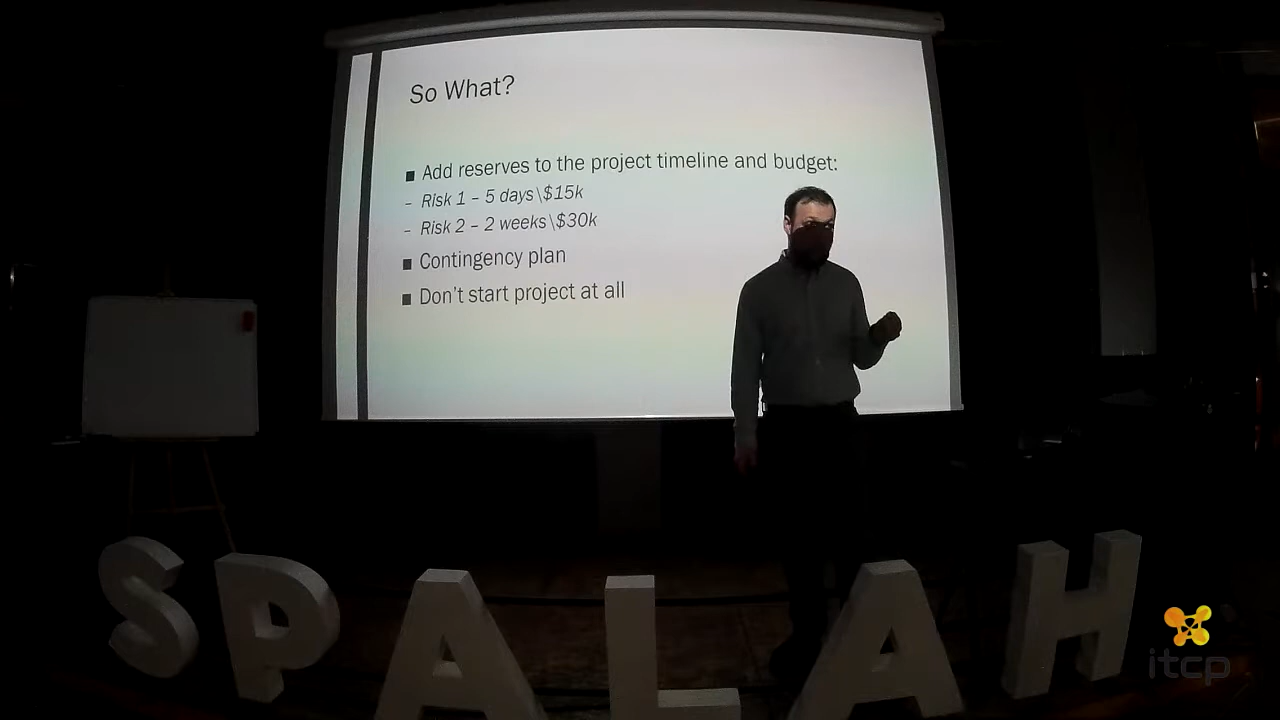 So What?
■ Add reserves to the project timeline and budget:
– Risk 1 – 5 days\$15k
– Risk 2 – 2 weeks\$30k
■ Contingency plan
■ Don't start project at all
SPALAH
itcp